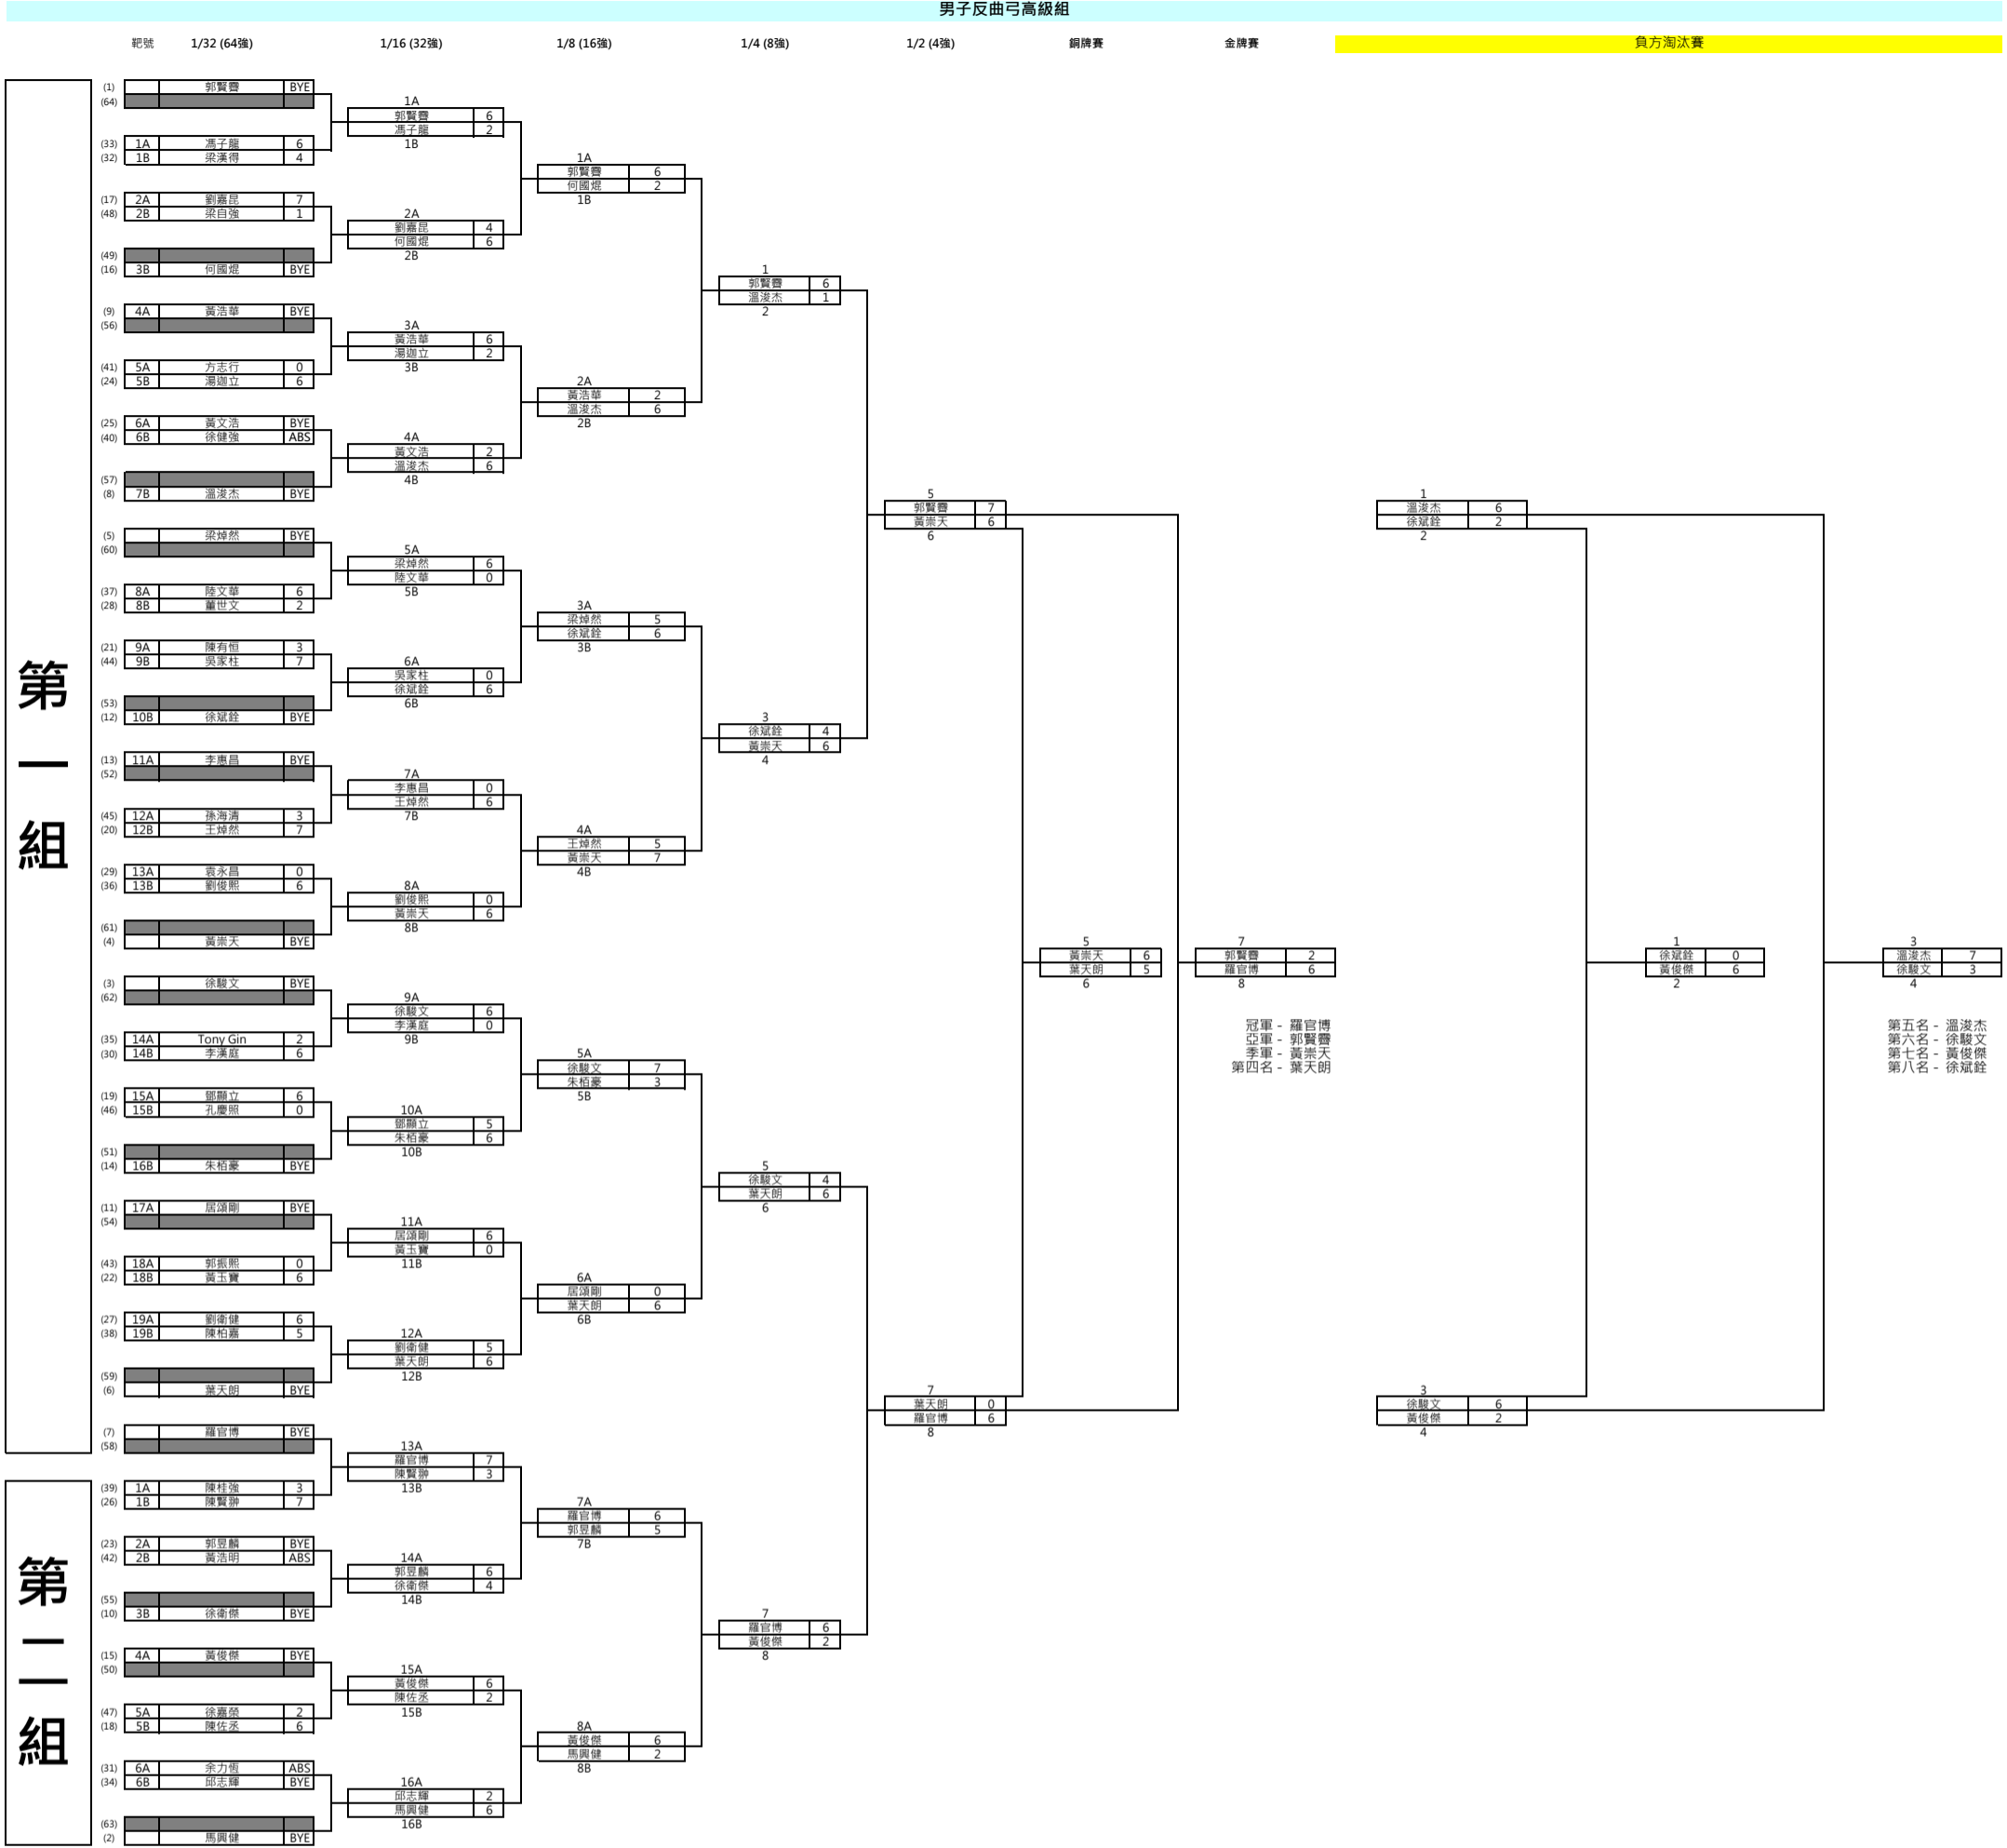 男子反曲弓高級組
靶號 1/32 (64強) 1/16 (32強) 1/8 (16強) 1/4 (8強) 1/2 (4強) 銅牌賽 金牌賽 負方淘汰賽
第一組
(1) 郭賢罾 BYE
(64)
(33) 1A 馮子龍 6
(32) 1B 梁漢得 4
(17) 2A 劉嘉昆 7
(48) 2B 梁自強 1
(49)
(16) 3B 何國焜 BYE
(9) 4A 黃浩華 BYE
(56)
(41) 5A 方志行 0
(24) 5B 湯迦立 6
(25) 6A 黃文浩 BYE
(40) 6B 徐健強 ABS
(57)
(8) 7B 溫浚杰 BYE
(5) 梁焯然 BYE
(60)
(37) 8A 陸文華 6
(28) 8B 董世文 2
(21) 9A 陳有恒 3
(44) 9B 吳家柱 7
(53)
(12) 10B 徐斌銓 BYE
(13) 11A 李惠昌 BYE
(52)
(45) 12A 孫海清 3
(20) 12B 王焯然 7
(29) 13A 袁永昌 0
(36) 13B 劉俊熙 6
(61)
(4) 黃崇天 BYE
(3) 徐駿文 BYE
(62)
(35) 14A Tony Gin 2
(30) 14B 李漢庭 6
(19) 15A 鄧顯立 6
(46) 15B 孔慶照 0
(51)
(14) 16B 朱栢豪 BYE
(11) 17A 居頌剛 BYE
(54)
(43) 18A 郭振熙 0
(22) 18B 黃玉寶 6
(27) 19A 劉衛健 6
(38) 19B 陳柏嘉 5
(59)
(6) 葉天朗 BYE
(7) 羅官博 BYE
(58)
第二組
(39) 1A 陳桂強 3
(26) 1B 陳賢翀 7
(23) 2A 郭昱麟 BYE
(42) 2B 黃浩明 ABS
(55)
(10) 3B 徐衛傑 BYE
(15) 4A 黃俊傑 BYE
(50)
(47) 5A 徐嘉榮 2
(18) 5B 陳佐丞 6
(31) 6A 余力恆 ABS
(34) 6B 邱志輝 BYE
(63)
(2) 馬興健 BYE
1A
郭賢罾 6
馮子龍 2
1B
2A
劉嘉昆 4
何國焜 6
2B
3A
黃浩華 6
湯迦立 2
3B
4A
黃文浩 2
溫浚杰 6
4B
5A
梁焯然 6
陸文華 0
5B
6A
吳家柱 0
徐斌銓 6
6B
7A
李惠昌 0
王焯然 6
7B
8A
劉俊熙 0
黃崇天 6
8B
9A
徐駿文 6
李漢庭 0
9B
10A
鄧顯立 5
朱栢豪 6
10B
11A
居頌剛 6
黃玉寶 0
11B
12A
劉衛健 5
葉天朗 6
12B
13A
羅官博 7
陳賢翀 3
13B
14A
郭昱麟 6
徐衛傑 4
14B
15A
黃俊傑 6
陳佐丞 2
15B
16A
邱志輝 2
馬興健 6
16B
1A
郭賢罾 6
何國焜 2
1B
2A
黃浩華 2
溫浚杰 6
2B
3A
梁焯然 5
徐斌銓 6
3B
4A
王焯然 5
黃崇天 7
4B
5A
徐駿文 7
朱栢豪 3
5B
6A
居頌剛 0
葉天朗 6
6B
7A
羅官博 6
郭昱麟 5
7B
8A
黃俊傑 6
馬興健 2
8B
1
郭賢罾 6
溫浚杰 1
2
3
徐斌銓 4
黃崇天 6
4
5
徐駿文 4
葉天朗 6
6
7
羅官博 6
黃俊傑 2
8
5
郭賢罾 7
黃崇天 6
6
7
葉天朗 0
羅官博 6
8
5
黃崇天 6
葉天朗 5
6
7
郭賢罾 2
羅官博 6
8
冠軍 - 羅官博
亞軍 - 郭賢罾
季軍 - 黃崇天
第四名 - 葉天朗
1
溫浚杰 6
徐斌銓 2
2
3
徐駿文 6
黃俊傑 2
4
1
徐斌銓 0
黃俊傑 6
2
3
溫浚杰 7
徐駿文 3
4
第五名 - 溫浚杰
第六名 - 徐駿文
第七名 - 黃俊傑
第八名 - 徐斌銓